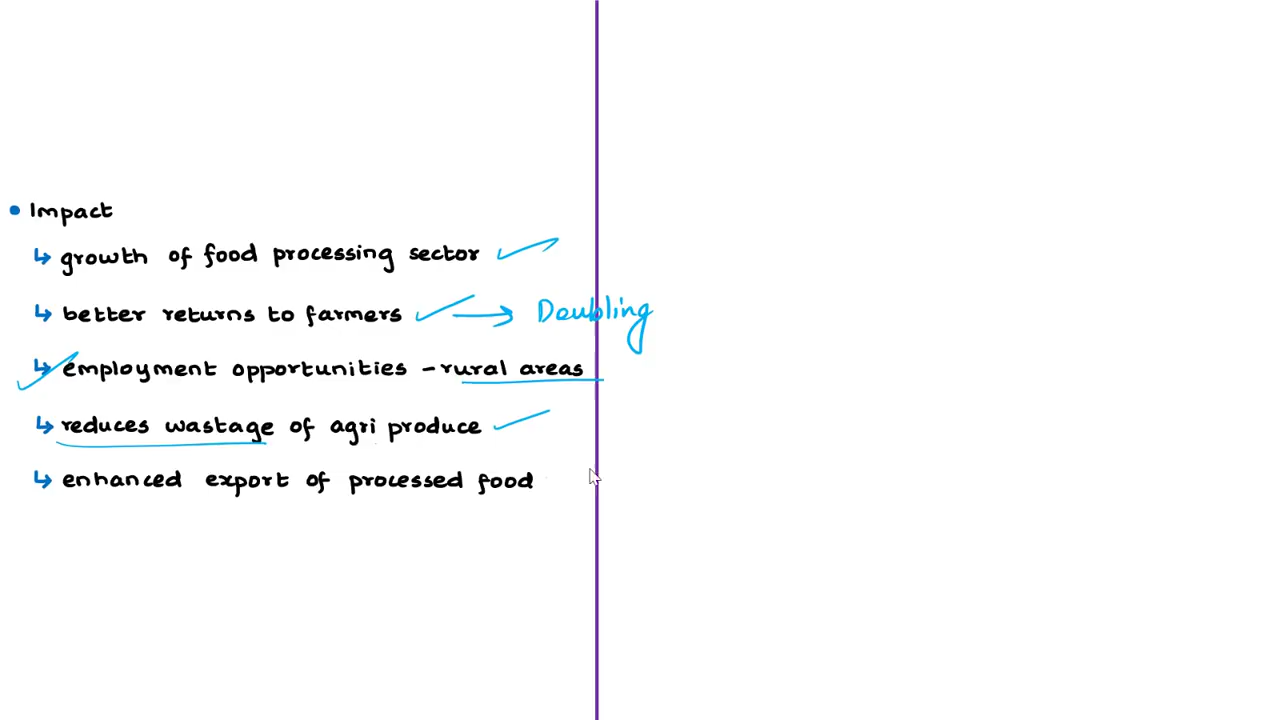 • Impact
↳ growth of food processing sector ✓
↳ better returns to farmers ✓ → Doubling
↳ employment opportunities - rural areas
↳ reduces wastage of agri produce ✓
↳ enhanced export of processed food